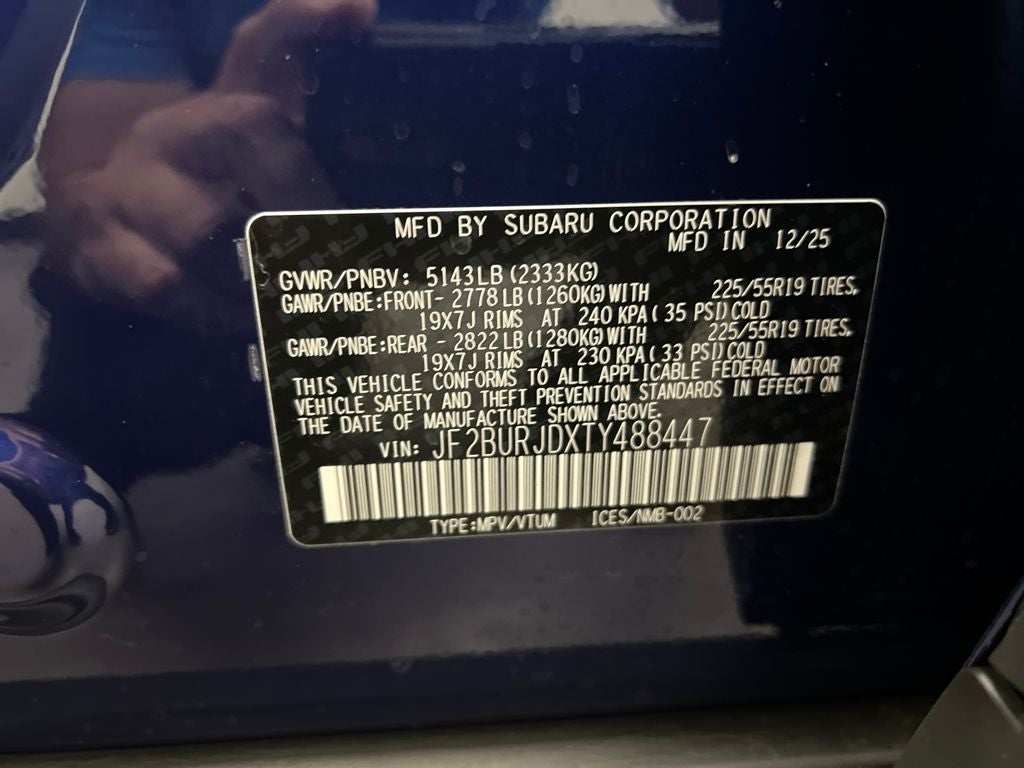 MFD BY SUBARU CORPORATION
MFD IN 12/25
GVWR/PNBV: 5143LB (2333KG)
GAWR/PNBE:FRONT- 2778 LB (1260KG) WITH 225/55R19 TIRES,
19X7J RIMS AT 240 KPA ( 35 PSI) COLD
GAWR/PNBE:REAR - 2822 LB (1280KG) WITH 225/55R19 TIRES,
19X7J RIMS AT 230 KPA ( 33 PSI) COLD
THIS VEHICLE CONFORMS TO ALL APPLICABLE FEDERAL MOTOR
VEHICLE SAFETY AND THEFT PREVENTION STANDARDS IN EFFECT ON
THE DATE OF MANUFACTURE SHOWN ABOVE.
VIN: JF2BURJDXTY488447
TYPE:MPV/VTUM ICES/NMB-002